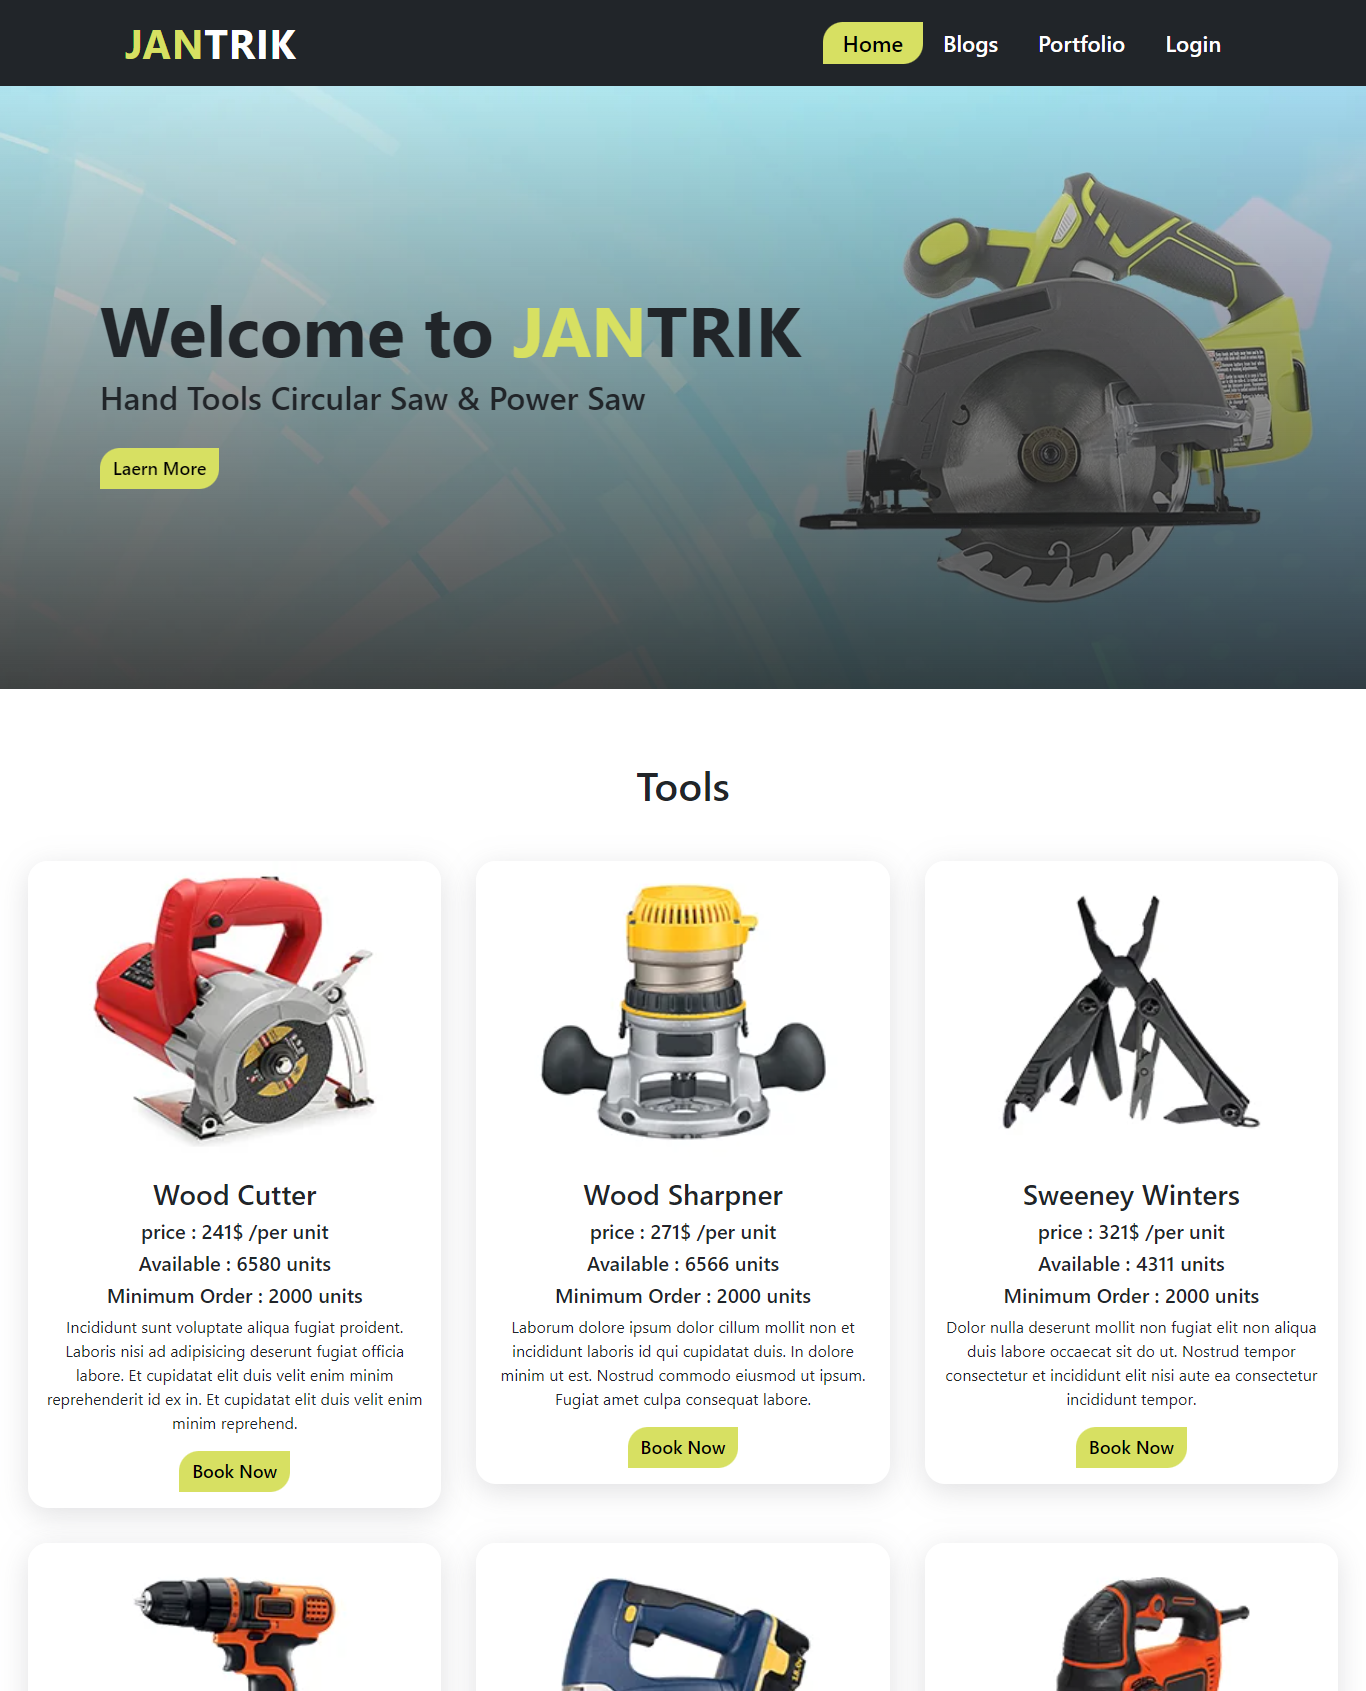 JANTRIK
Home
Blogs
Portfolio
Login
Welcome to JANTRIK
Hand Tools Circular Saw & Power Saw
Laern More
Tools
Wood Cutter
price : 241$ /per unit
Available : 6580 units
Minimum Order : 2000 units
Incididunt sunt voluptate aliqua fugiat proident.
Laboris nisi ad adipisicing deserunt fugiat officia
labore. Et cupidatat elit duis velit enim minim
reprehenderit id ex in. Et cupidatat elit duis velit enim
minim reprehend.
Book Now
Wood Sharpner
price : 271$ /per unit
Available : 6566 units
Minimum Order : 2000 units
Laborum dolore ipsum dolor cillum mollit non et
incididunt laboris id qui cupidatat duis. In dolore
minim ut est. Nostrud commodo eiusmod ut ipsum.
Fugiat amet culpa consequat labore.
Book Now
Sweeney Winters
price : 321$ /per unit
Available : 4311 units
Minimum Order : 2000 units
Dolor nulla deserunt mollit non fugiat elit non aliqua
duis labore occaecat sit do ut. Nostrud tempor
consectetur et incididunt elit nisi aute ea consectetur
incididunt tempor.
Book Now